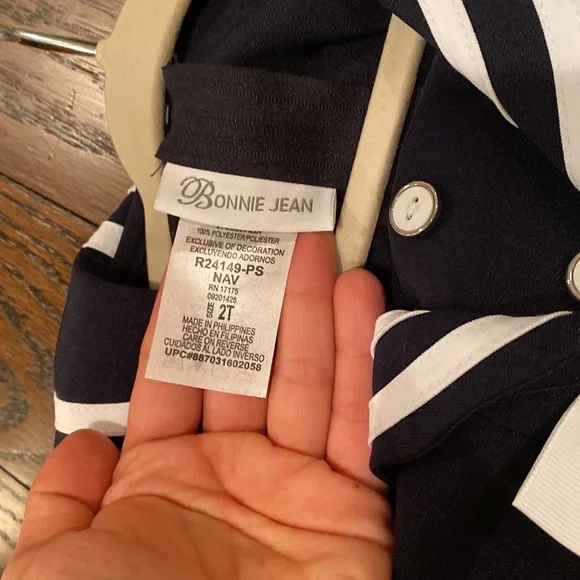 BONNIE JEAN
100% POLYESTER/POLIESTER
EXCLUSIVE OF DECORATION
EXCLUYENDO ADORNOS
R24149-PS
NAV
RN 17175
09201426
SIZE 2T
MADE IN PHILIPPINES
HECHO EN FILIPINAS
CARE ON REVERSE
CUIDADOS AL LADO INVERSO
UPC#887031602058